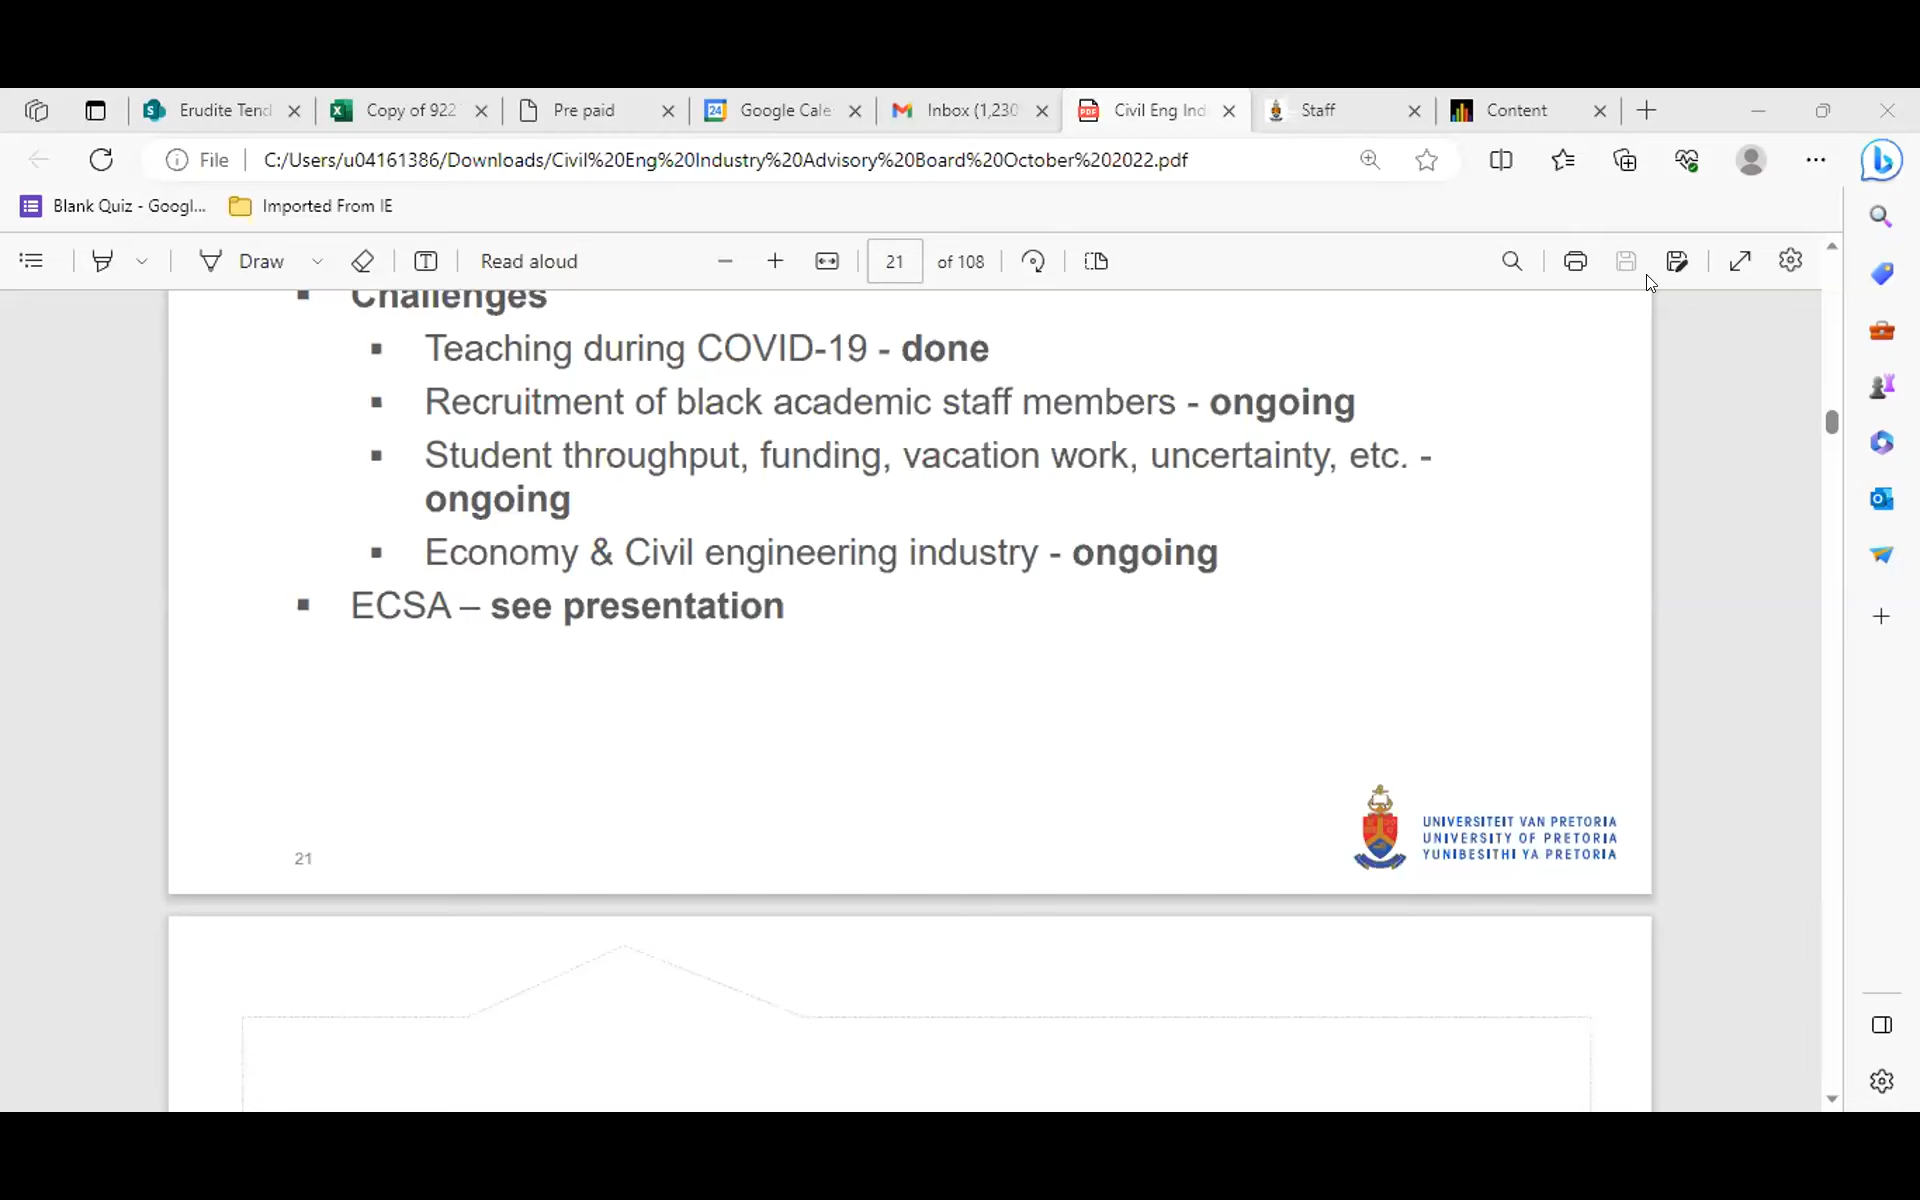 Erudite Tend
Copy of 922
Pre paid
Google Cale
Inbox (1,230
Civil Eng Ind
Staff
Content
File
C:/Users/u04161386/Downloads/Civil%20Eng%20Industry%20Advisory%20Board%20October%202022.pdf
Blank Quiz - Googl...
Imported From IE
Draw
Read aloud
21
of 108
Challenges
Teaching during COVID-19 - done
Recruitment of black academic staff members - ongoing
Student throughput, funding, vacation work, uncertainty, etc. -
ongoing
Economy & Civil engineering industry - ongoing
ECSA – see presentation
UNIVERSITEIT VAN PRETORIA
UNIVERSITY OF PRETORIA
YUNIBESITHI YA PRETORIA
21